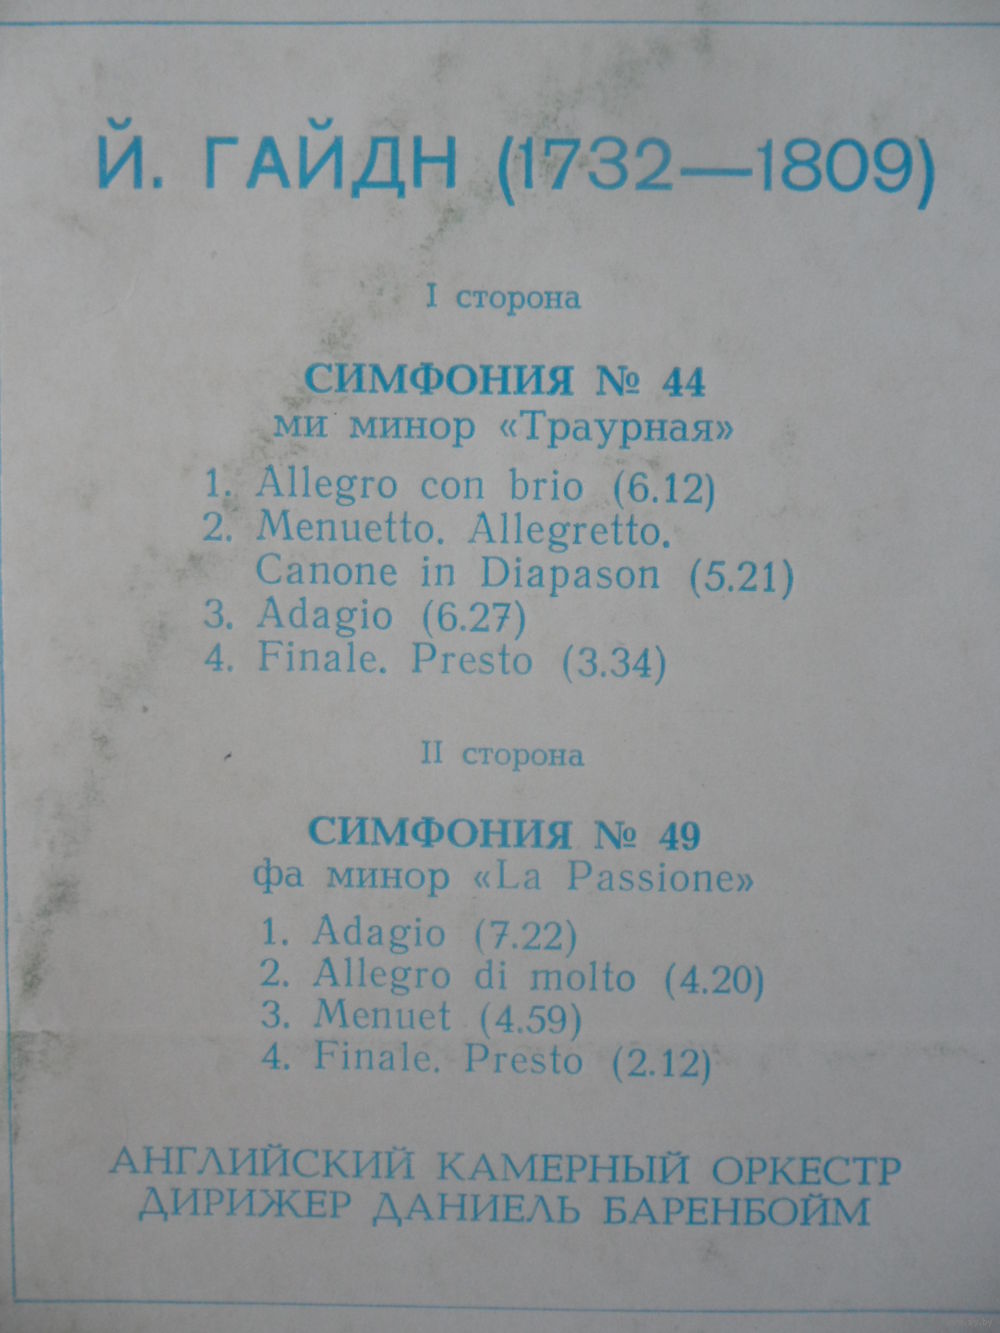 Й. ГАЙДН (1732—1809)
I сторона
СИМФОНИЯ № 44
ми минор «Траурная»
1. Allegro con brio (6.12)
2. Menuetto. Allegretto.
Canone in Diapason (5.21)
3. Adagio (6.27)
4. Finale. Presto (3.34)
II сторона
СИМФОНИЯ № 49
фа минор «La Passione»
1. Adagio (7.22)
2. Allegro di molto (4.20)
3. Menuet (4.59)
4. Finale. Presto (2.12)
АНГЛИЙСКИЙ КАМЕРНЫЙ ОРКЕСТР
ДИРИЖЕР ДАНИЕЛЬ БАРЕНБОЙМ